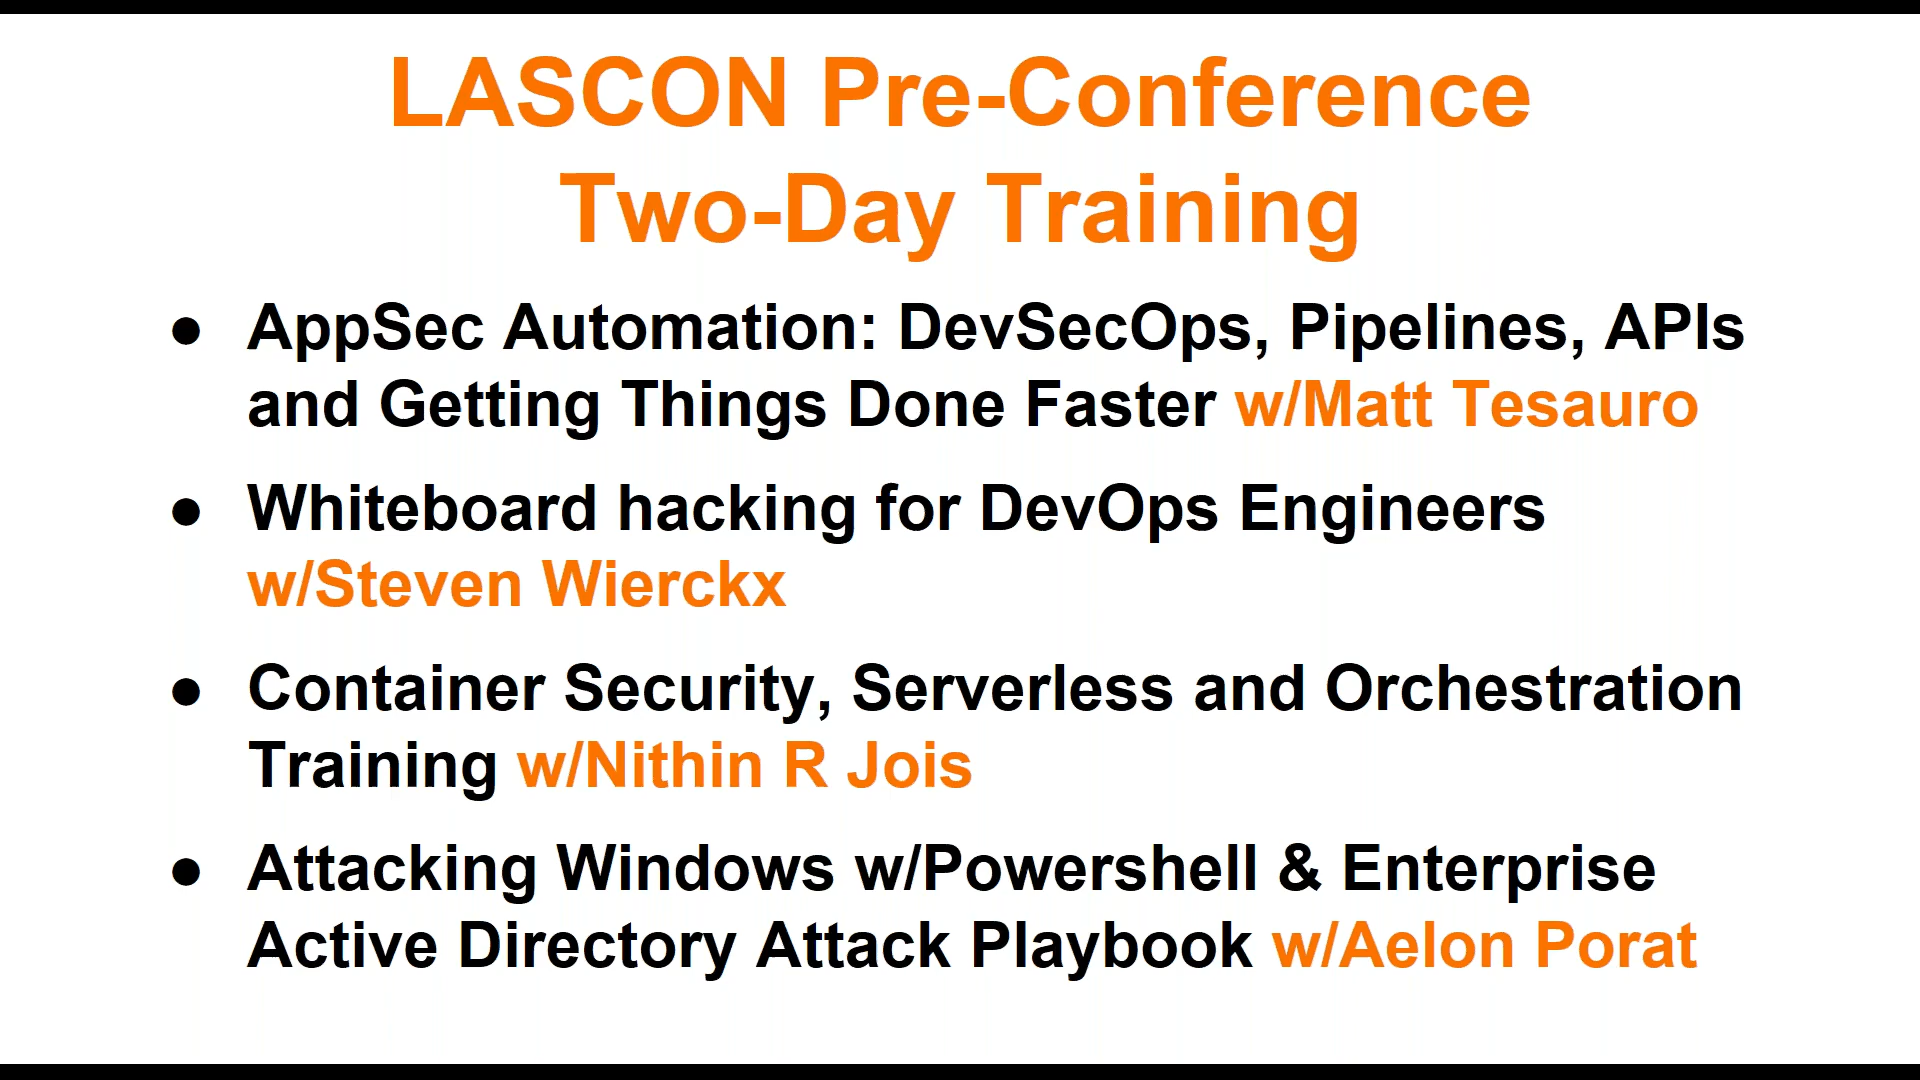 LASCON Pre-Conference
Two-Day Training
● AppSec Automation: DevSecOps, Pipelines, APIs
and Getting Things Done Faster w/Matt Tesauro
● Whiteboard hacking for DevOps Engineers
w/Steven Wierckx
● Container Security, Serverless and Orchestration
Training w/Nithin R Jois
● Attacking Windows w/Powershell & Enterprise
Active Directory Attack Playbook w/Aelon Porat